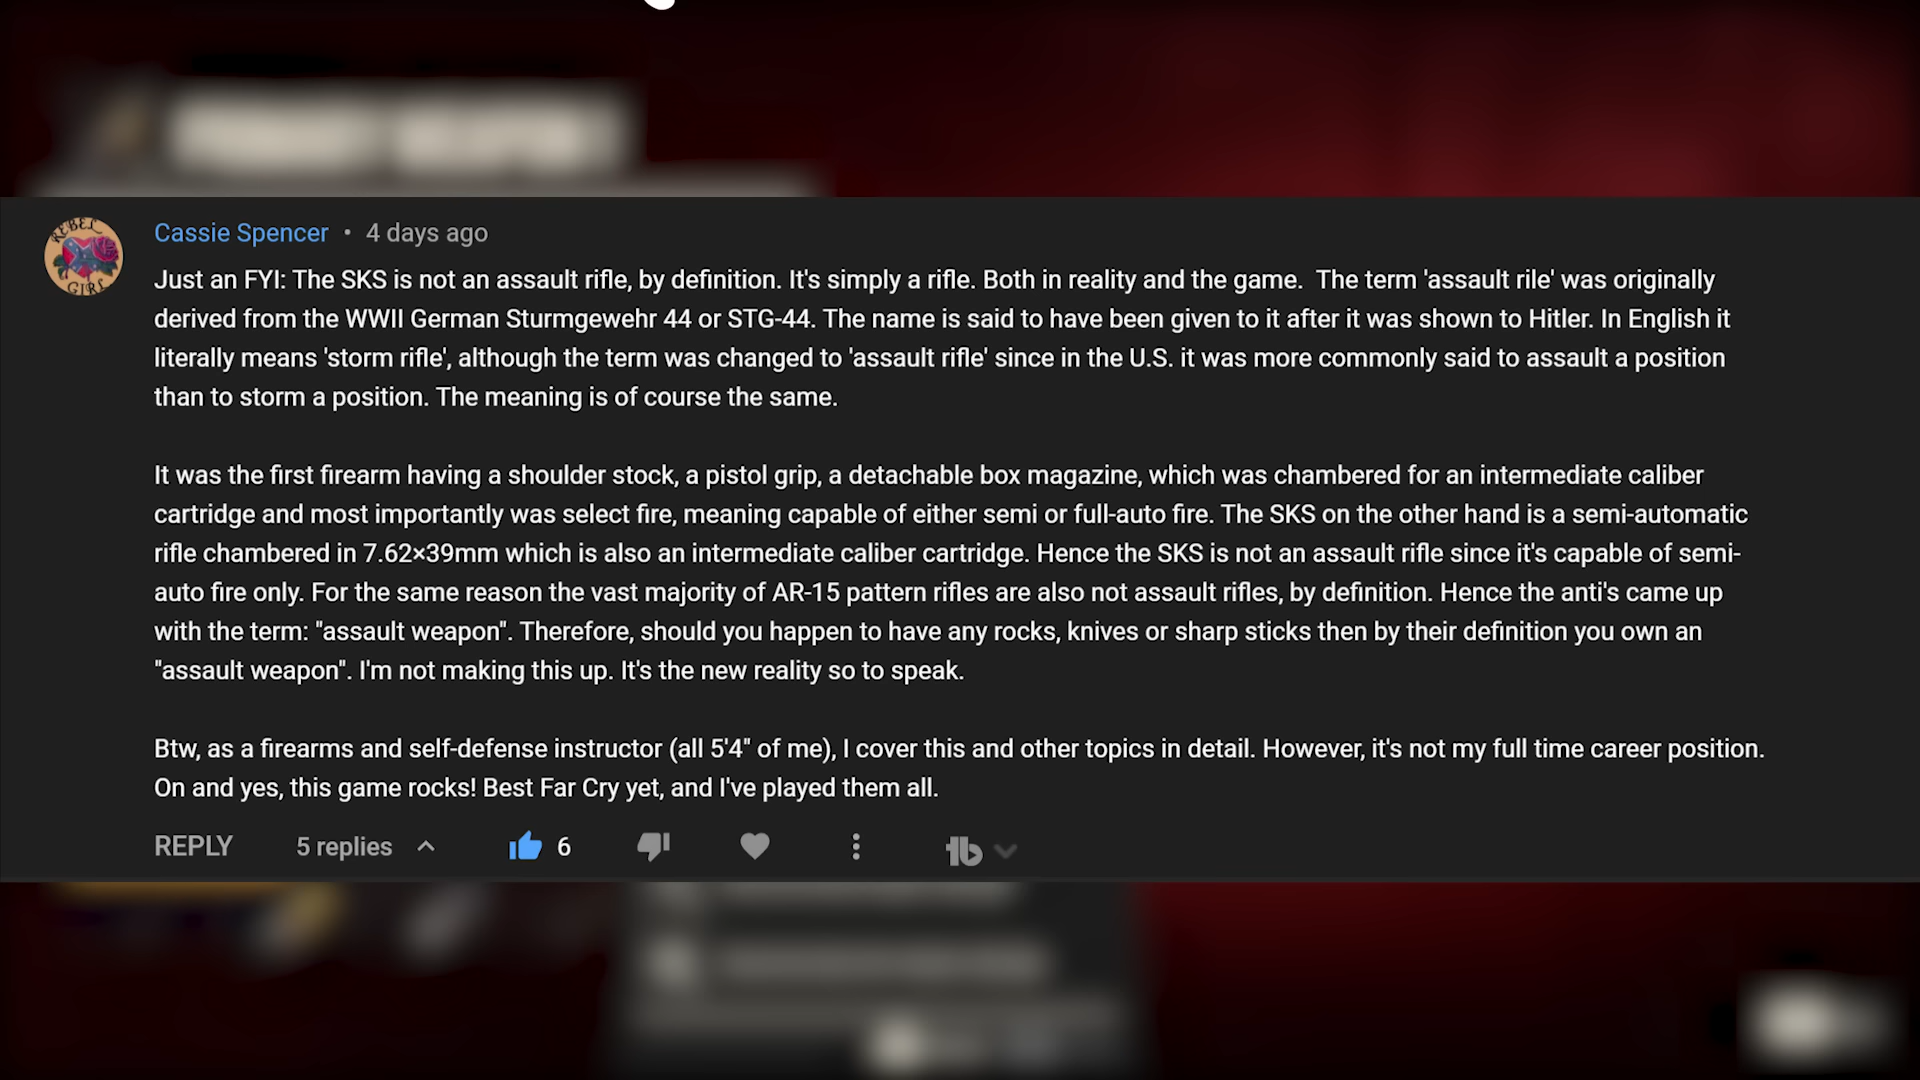 REBEL
GIRL
Cassie Spencer • 4 days ago
Just an FYI: The SKS is not an assault rifle, by definition. It's simply a rifle. Both in reality and the game.  The term 'assault rile' was originally
derived from the WWII German Sturmgewehr 44 or STG-44. The name is said to have been given to it after it was shown to Hitler. In English it
literally means 'storm rifle', although the term was changed to 'assault rifle' since in the U.S. it was more commonly said to assault a position
than to storm a position. The meaning is of course the same.
It was the first firearm having a shoulder stock, a pistol grip, a detachable box magazine, which was chambered for an intermediate caliber
cartridge and most importantly was select fire, meaning capable of either semi or full-auto fire. The SKS on the other hand is a semi-automatic
rifle chambered in 7.62×39mm which is also an intermediate caliber cartridge. Hence the SKS is not an assault rifle since it's capable of semi-
auto fire only. For the same reason the vast majority of AR-15 pattern rifles are also not assault rifles, by definition. Hence the anti's came up
with the term: "assault weapon". Therefore, should you happen to have any rocks, knives or sharp sticks then by their definition you own an
"assault weapon". I'm not making this up. It's the new reality so to speak.
Btw, as a firearms and self-defense instructor (all 5'4" of me), I cover this and other topics in detail. However, it's not my full time career position.
On and yes, this game rocks! Best Far Cry yet, and I've played them all.
REPLY 5 replies 6